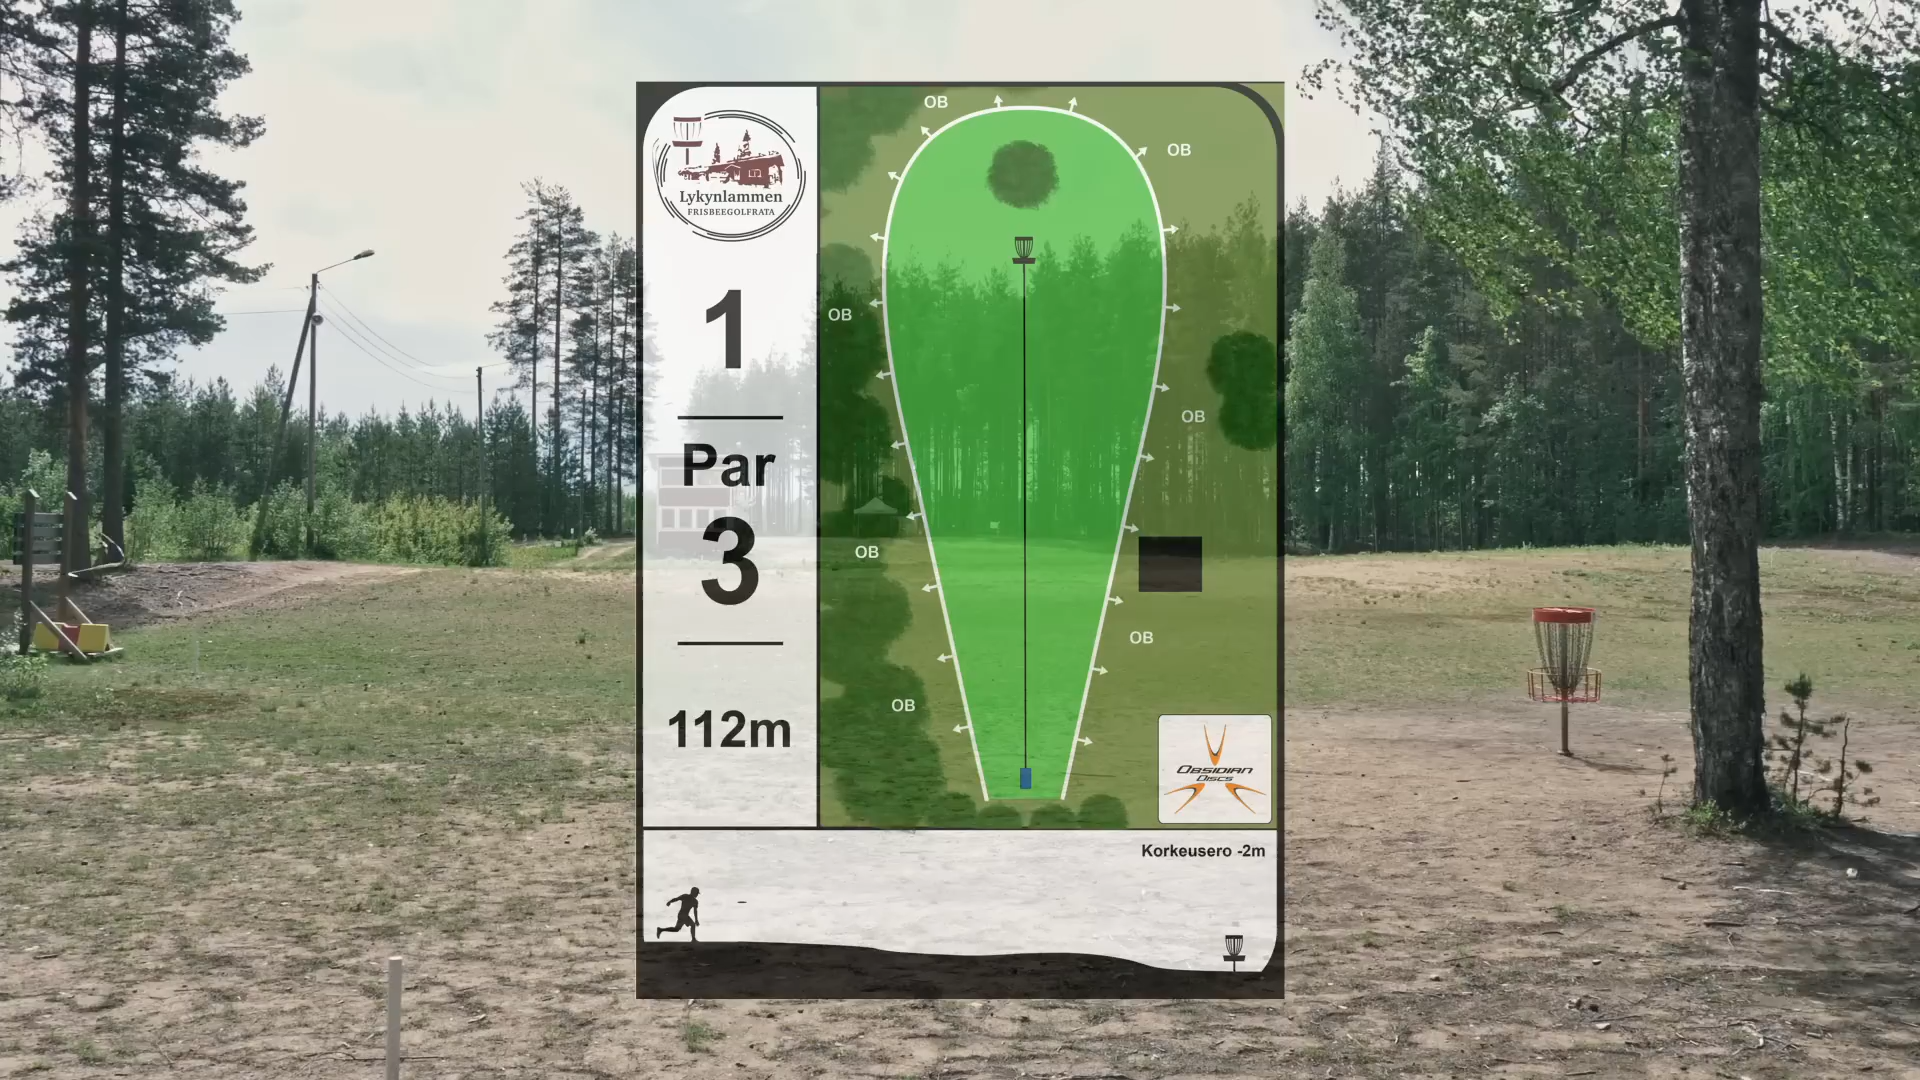 Lykynlammen
FRISBEEGOLFRATA
1
Par
3
112m
OB
OB
OB
OB
OB
OB
OB
OBSIDIAN
DISCS
Korkeusero -2m